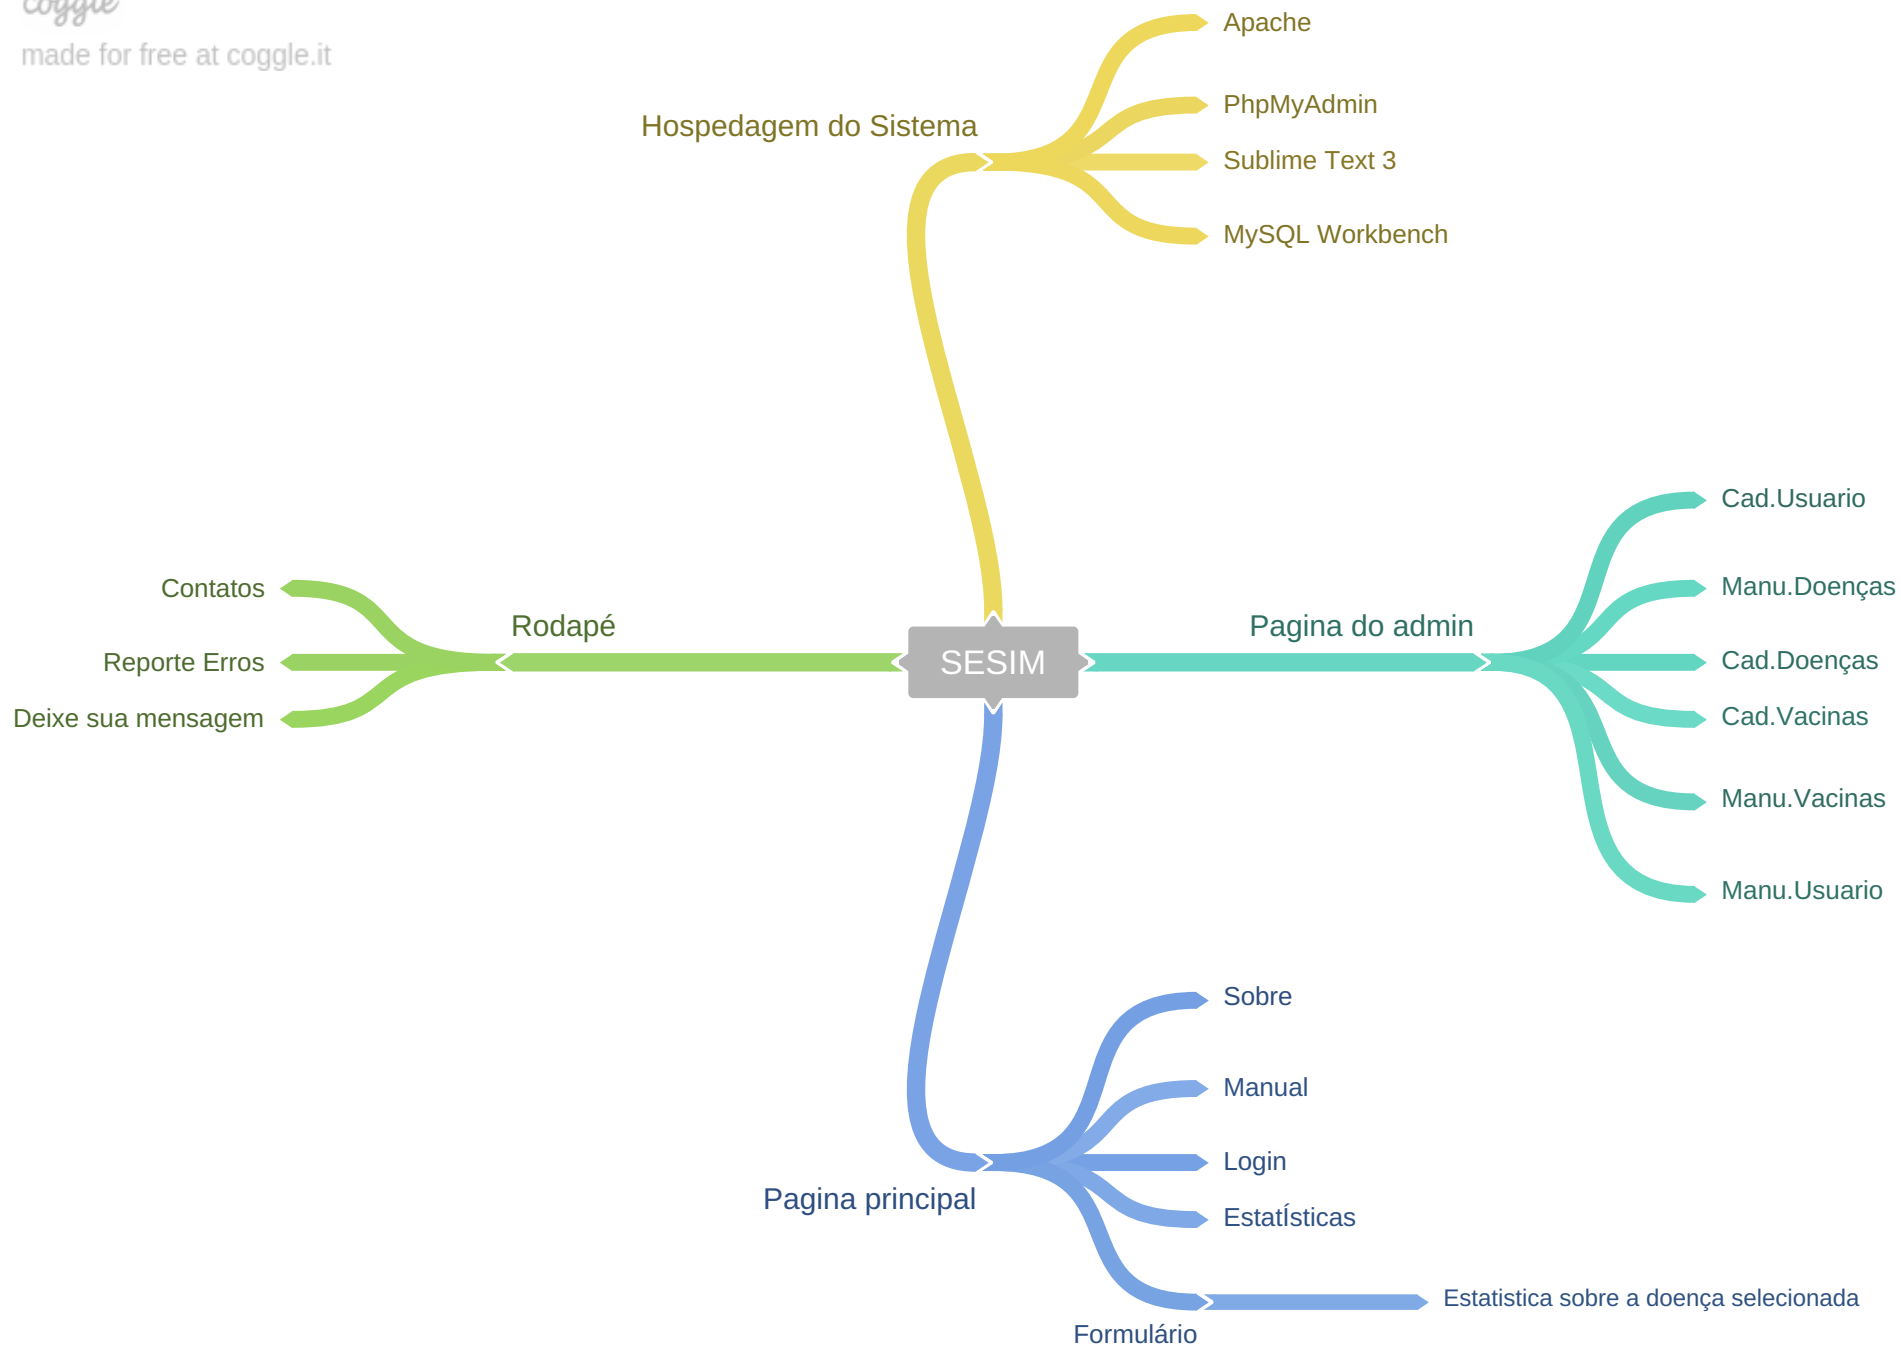 coggle
made for free at coggle.it
Hospedagem do Sistema
Apache
PhpMyAdmin
Sublime Text 3
MySQL Workbench
SESIM
Pagina do admin
Cad.Usuario
Manu.Doenças
Cad.Doenças
Cad.Vacinas
Manu.Vacinas
Manu.Usuario
Rodapé
Contatos
Reporte Erros
Deixe sua mensagem
Pagina principal
Sobre
Manual
Login
EstatÍsticas
Formulário
Estatistica sobre a doença selecionada